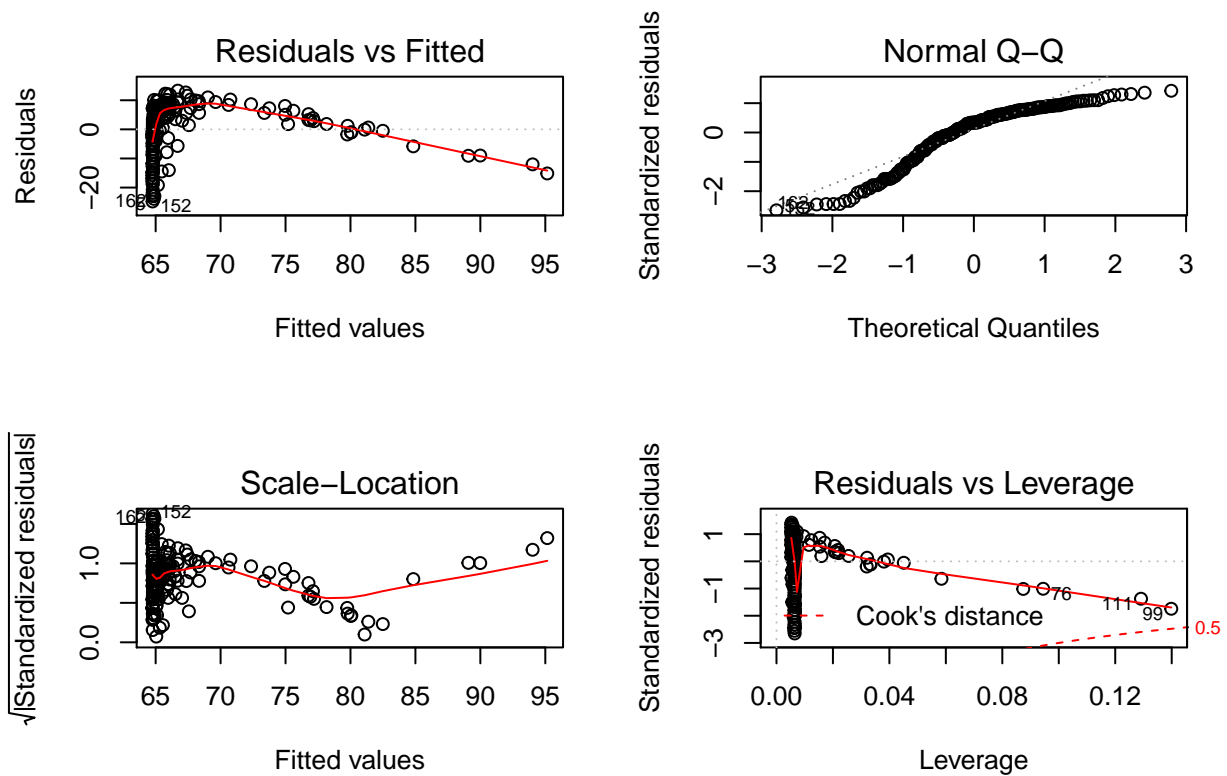 Residuals vs Fitted
Residuals
0
−20
152
65 70 75 80 85 90 95
Fitted values
Normal Q−Q
Standardized residuals
0
−2
−3 −2 −1 0 1 2 3
Theoretical Quantiles
Scale−Location
√|Standardized residuals|
1.0
0.0
152
65 70 75 80 85 90 95
Fitted values
Residuals vs Leverage
Standardized residuals
1
−1
−3
76
111
99
Cook's distance
0.5
0.00 0.04 0.08 0.12
Leverage